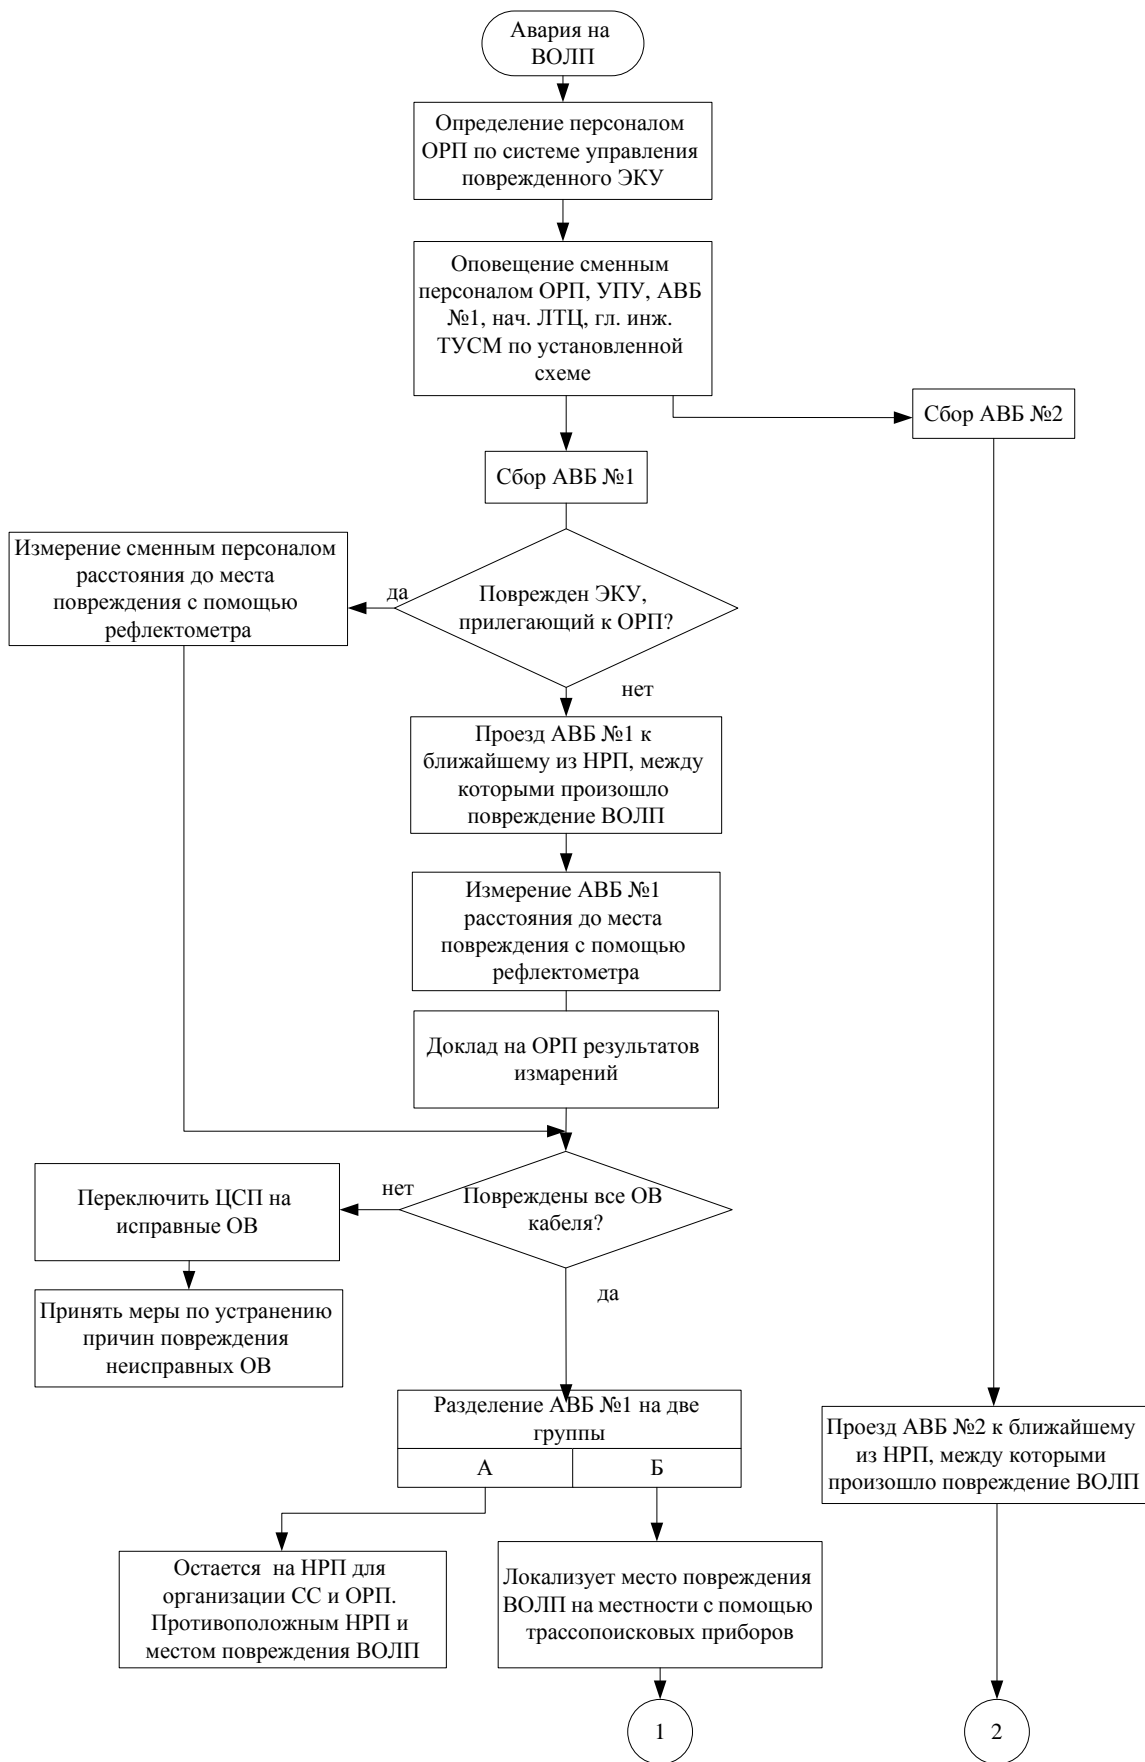 Авария на
ВОЛП
Определение персоналом
ОРП по системе управления
поврежденного ЭКУ
Оповещение сменным
персоналом ОРП, УПУ, АВБ
№1, нач. ЛТЦ, гл. инж.
ТУСМ по установленной
схеме
Сбор АВБ №2
Сбор АВБ №1
Измерение сменным персоналом
расстояния до места
повреждения с помощью
рефлектометра
да
Поврежден ЭКУ,
прилегающий к ОРП?
нет
Проезд АВБ №1 к
ближайшему из НРП, между
которыми произошло
повреждение ВОЛП
Измерение АВБ №1
расстояния до места
повреждения с помощью
рефлектометра
Доклад на ОРП результатов
измарений
Переключить ЦСП на
исправные ОВ
нет
Повреждены все ОВ
кабеля?
да
Принять меры по устранению
причин повреждения
неисправных ОВ
Разделение АВБ №1 на две
группы
А
Б
Проезд АВБ №2 к ближайшему
из НРП, между которыми
произошло повреждение ВОЛП
Остается на НРП для
организации СС и ОРП.
Противоположным НРП и
местом повреждения ВОЛП
Локализует место повреждения
ВОЛП на местности с помощью
трассопоисковых приборов
1
2